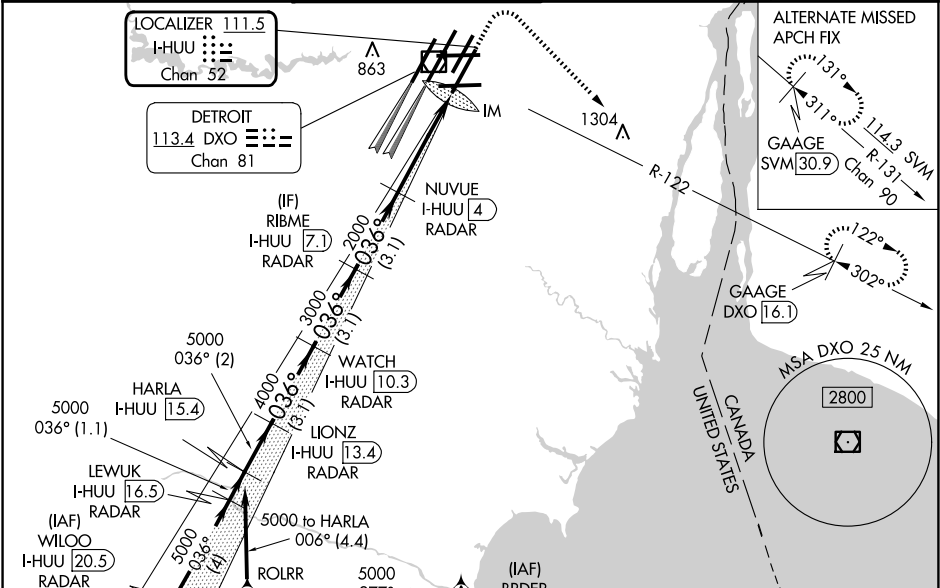 LOCALIZER 111.5
I-HUU
Chan 52
863
DETROIT
113.4 DXO
Chan 81
IM
1304
ALTERNATE MISSED
APCH FIX
131°
311°
GAAGE
SVM 30.9
114.3 SVM
R-131
Chan 90
R-122
NUVUE
I-HUU 4
RADAR
(IF)
RIBME
I-HUU 7.1
RADAR
2000
036°
(3.1)
122°
302°
GAAGE
DXO 16.1
3000
036°
(3.1)
5000
036° (2)
WATCH
I-HUU 10.3
RADAR
MSA DXO 25 NM
2800
HARLA
I-HUU 15.4
4000
036°
(3.1)
CANADA
UNITED STATES
5000
036° (1.1)
LIONZ
I-HUU 13.4
RADAR
LEWUK
I-HUU 16.5
RADAR
(IAF)
WILOO
I-HUU 20.5
RADAR
5000
036°
(4)
5000 to HARLA
006° (4.4)
ROLRR
5000
(IAF)